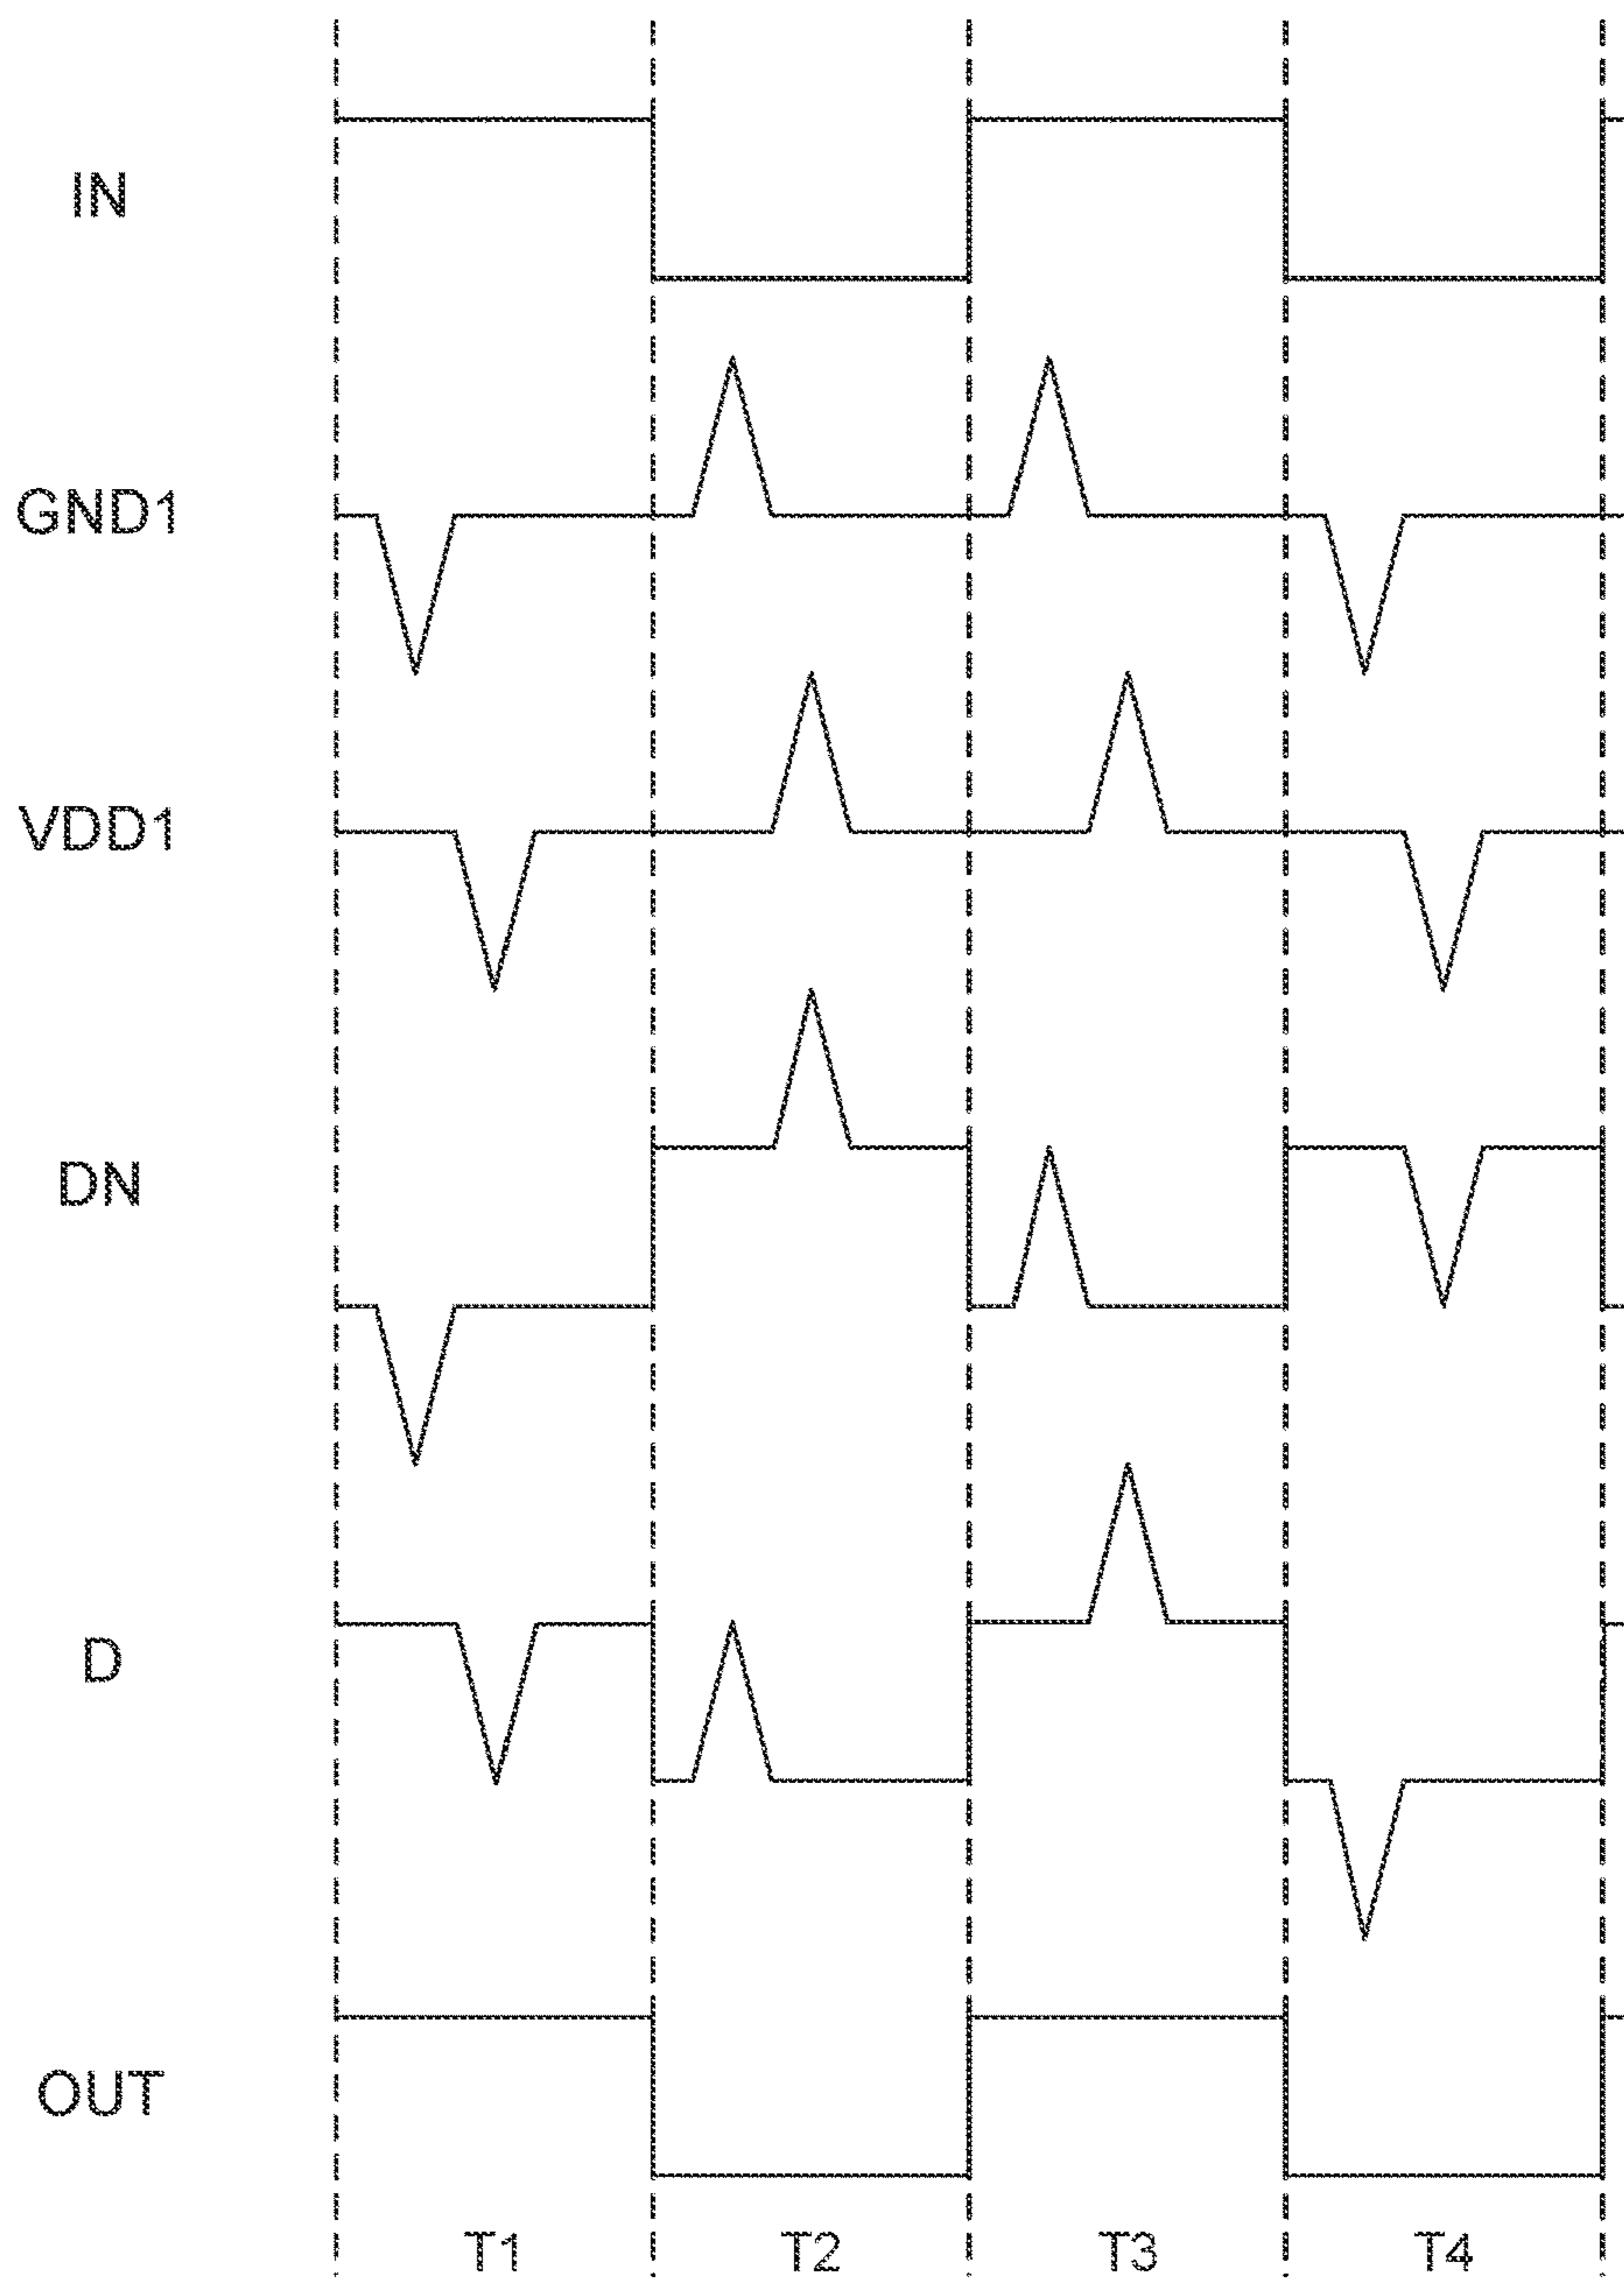 IN
GND1
VDD1
DN
D
OUT
T1 T2 T3 T4